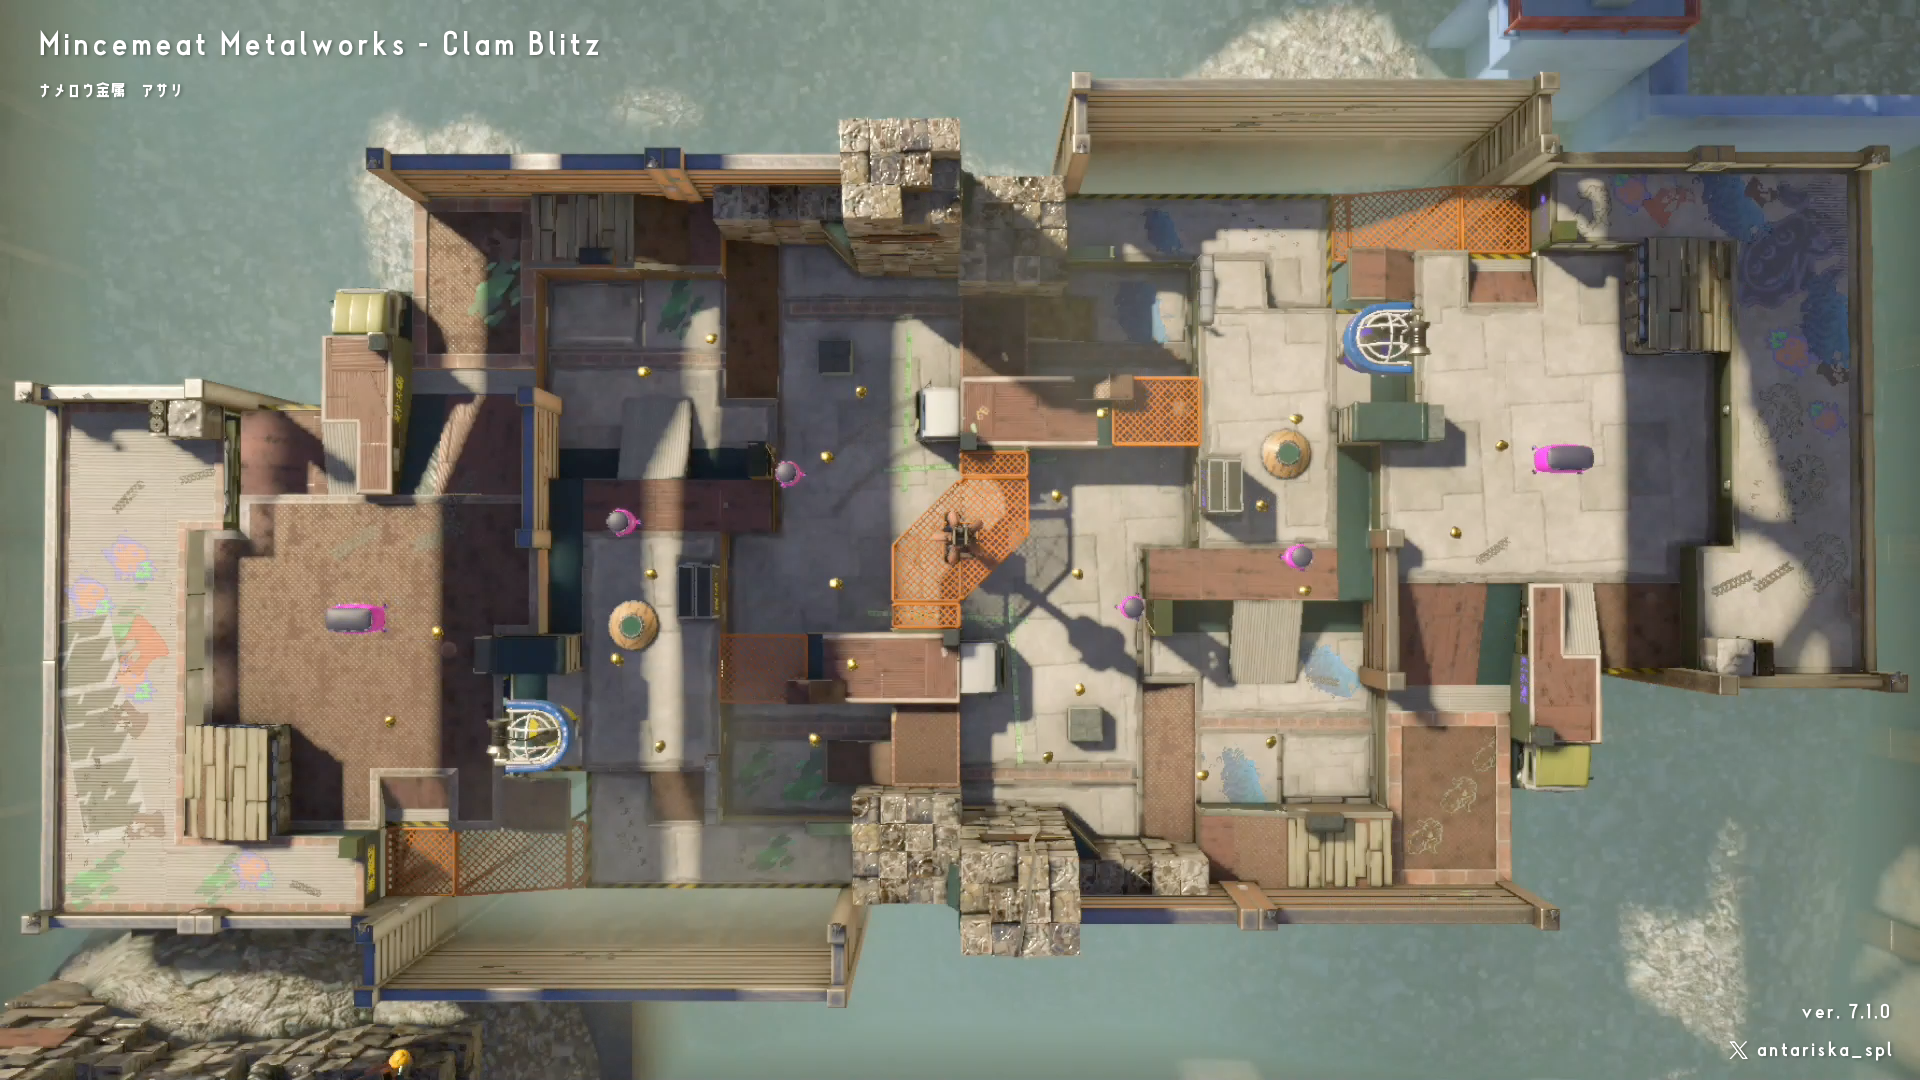 Mincemeat Metalworks - Clam Blitz
ナメロウ金属 アサリ
ver. 7.1.0
X antariska_spl